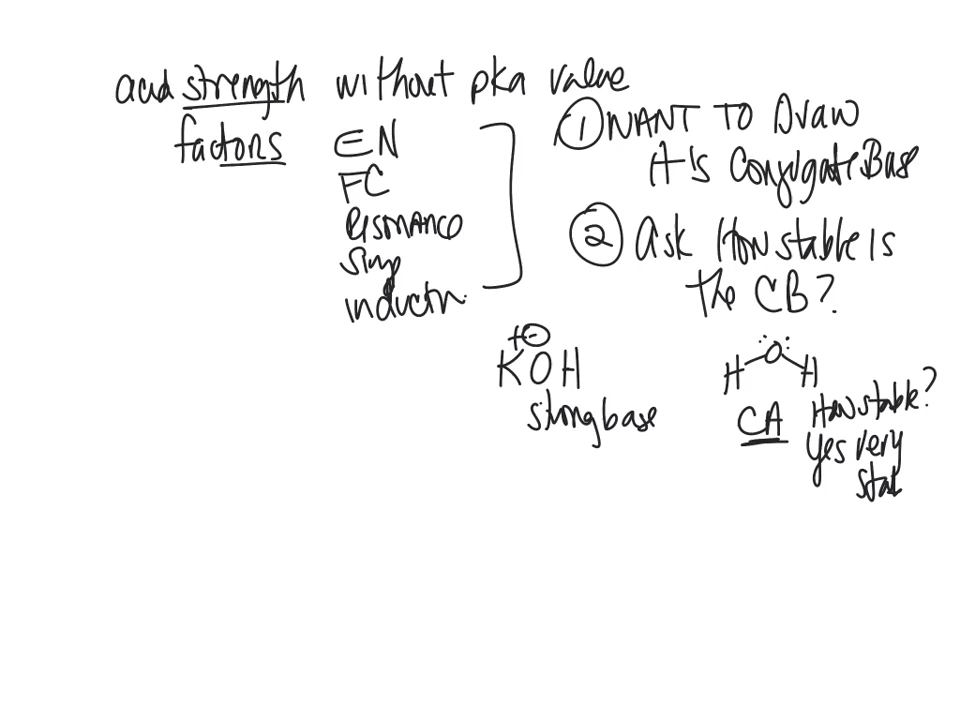 acid strength without pka value
factors
EN
FC
Resonance
size
inductn.
① WANT TO Draw
it's Conjugate Base
② Ask How stable is
the CB?
+ -
KOH
strong base
H O H
CA
How stable?
Yes very
stab